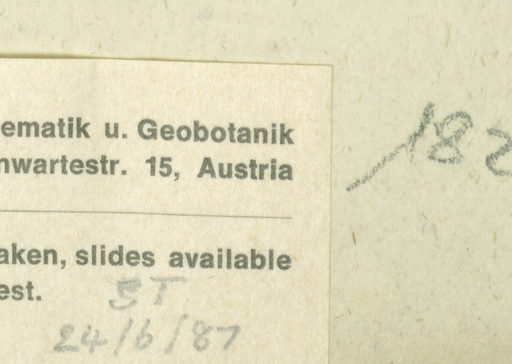 ematik u. Geobotanik
nwartestr. 15, Austria
182
aken, slides available
est.
ST
24/6/87